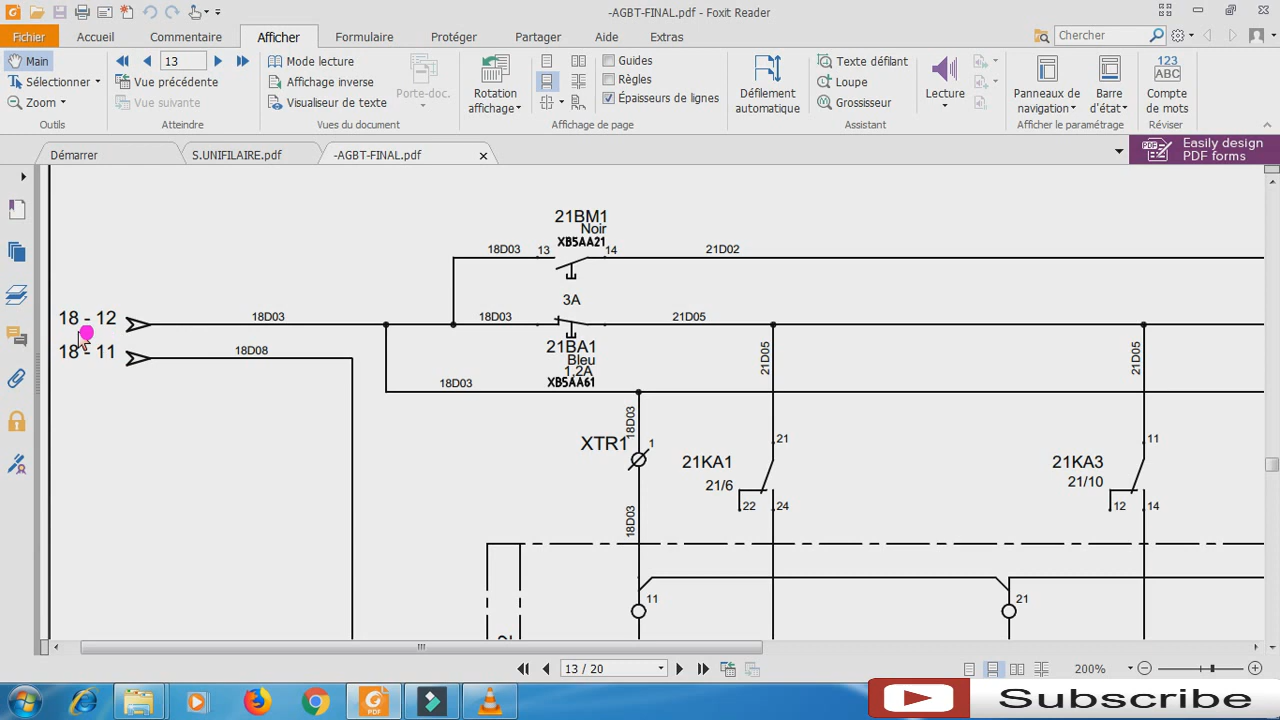 -AGBT-FINAL.pdf - Foxit Reader
Fichier Accueil Commentaire Afficher Formulaire Protéger Partager Aide Extras Chercher
Main 13 Mode lecture Guides Texte défilant 123 ABC
Sélectionner Vue précédente Affichage inverse Règles Loupe
Zoom Vue suivante Visualiseur de texte Épaisseurs de lignes Grossisseur
Rotation affichage Porte-doc. Défilement automatique Lecture Panneaux de navigation Barre d'état Compte de mots
Outils Atteindre Vues du document Affichage de page Assistant Afficher le paramétrage Réviser
Démarrer S.UNIFILAIRE.pdf -AGBT-FINAL.pdf
Easily design
PDF forms
21BM1
Noir
XB5AA21
18D03 13 14 21D02
3A
18 - 12 18D03 18D03 21D05
21BA1
Bleu
1,2A
XB5AA61
18 - 11 18D08
18D03
21D05
21D05
18D03
XTR1 1
21KA1
21/6
21
22 24
21KA3
21/10
11
12 14
18D03
11
21
13 / 20 200%
PDF
Subscribe